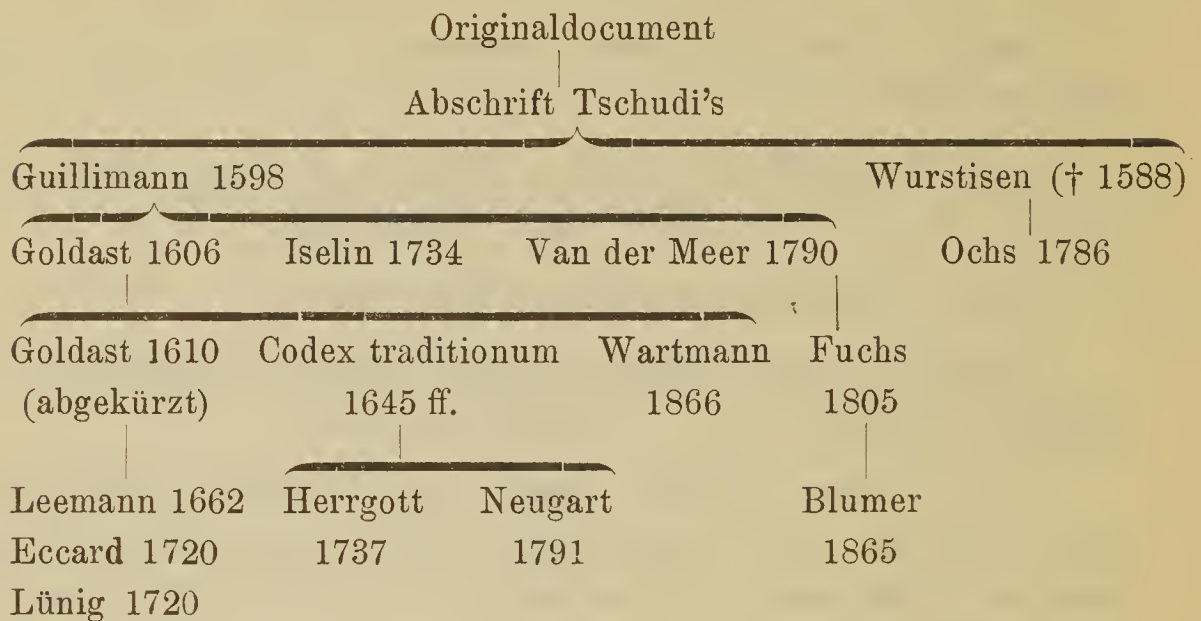 Originaldocument
Abschrift Tschudi's
Guillimann 1598 Wurstisen († 1588)
Goldast 1606 Iselin 1734 Van der Meer 1790 Ochs 1786
Goldast 1610 Codex traditionum Wartmann Fuchs
(abgekürzt) 1645 ff. 1866 1805
Leemann 1662 Herrgott Neugart Blumer
Eccard 1720 1737 1791 1865
Lünig 1720